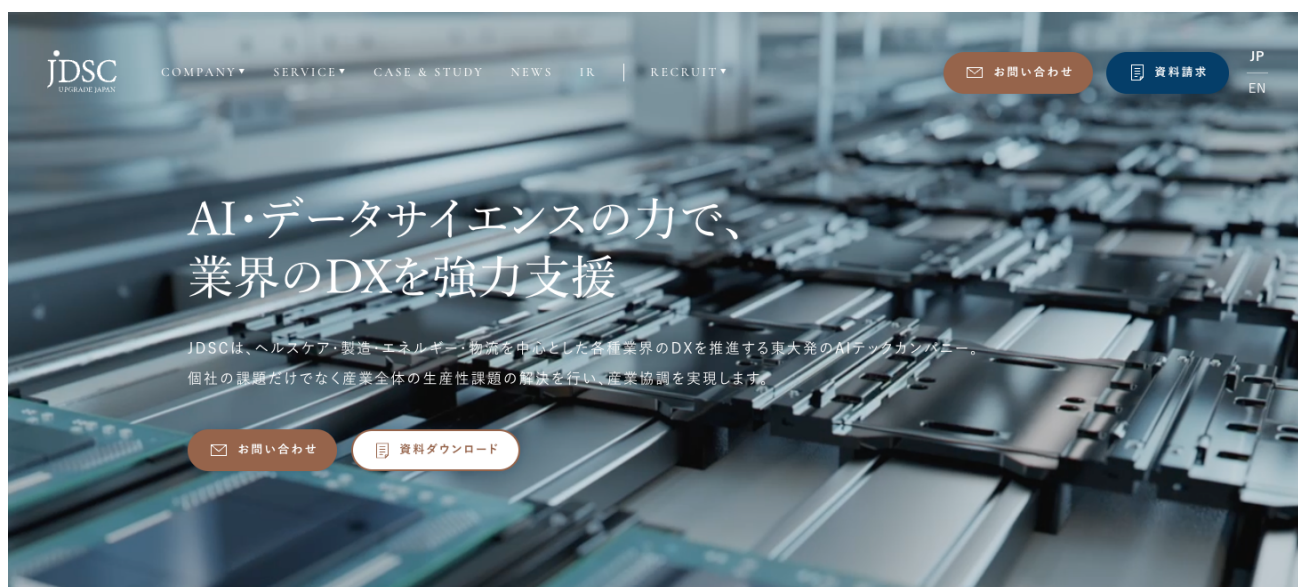 JDSC
UPGRADE JAPAN
COMPANY▼ SERVICE▼ CASE & STUDY NEWS IR | RECRUIT▼
お問い合わせ
資料請求
JP
EN
AI・データサイエンスの力で、
業界のDXを強力支援
JDSCは、ヘルスケア・製造・エネルギー・物流を中心とした各種業界のDXを推進する東大発のAIテックカンパニー。
個社の課題だけでなく産業全体の生産性課題の解決を行い、産業協調を実現します。
お問い合わせ
資料ダウンロード